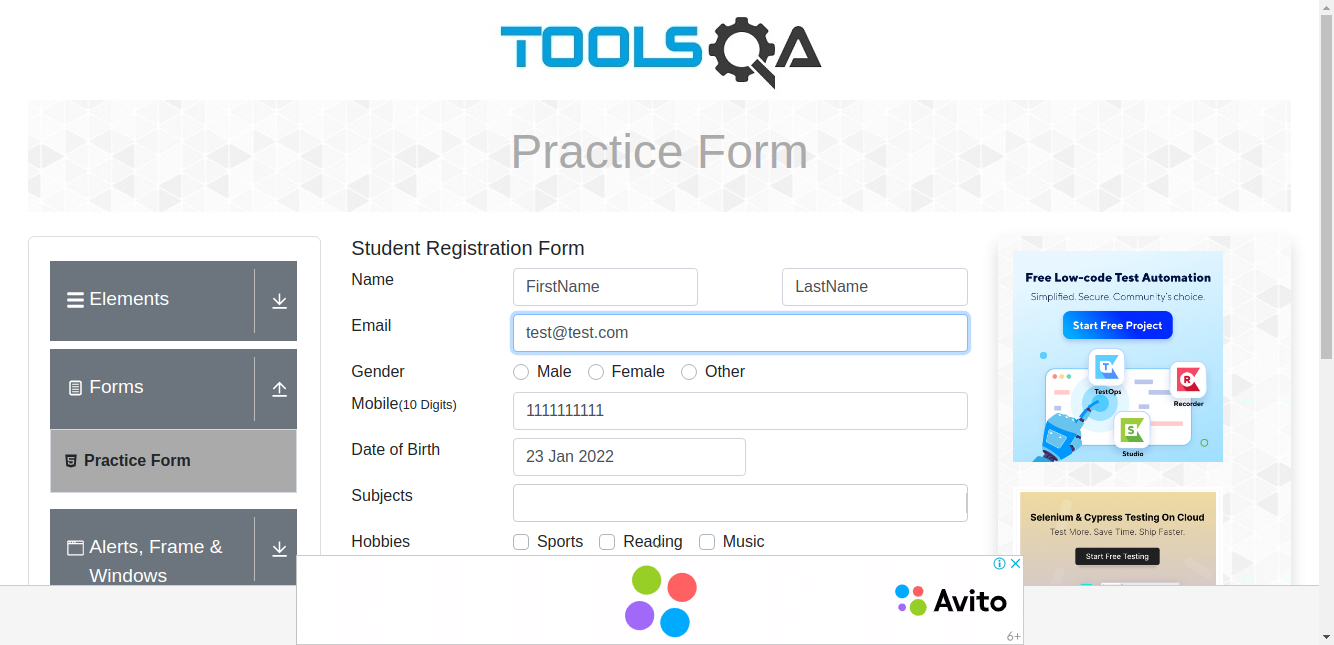 TOOLSQA
Practice Form
Elements
Forms
Practice Form
Alerts, Frame &
Windows
Student Registration Form
Name
FirstName
LastName
Email
test@test.com
Gender
Male
Female
Other
Mobile(10 Digits)
1111111111
Date of Birth
23 Jan 2022
Subjects
Hobbies
Sports
Reading
Music
Free Low-code Test Automation
Simplified. Secure. Community's choice.
Start Free Project
T
TestOps
R
Recorder
S
Studio
Selenium & Cypress Testing On Cloud
Test More. Save Time. Ship Faster.
Start Free Testing
Avito
6+